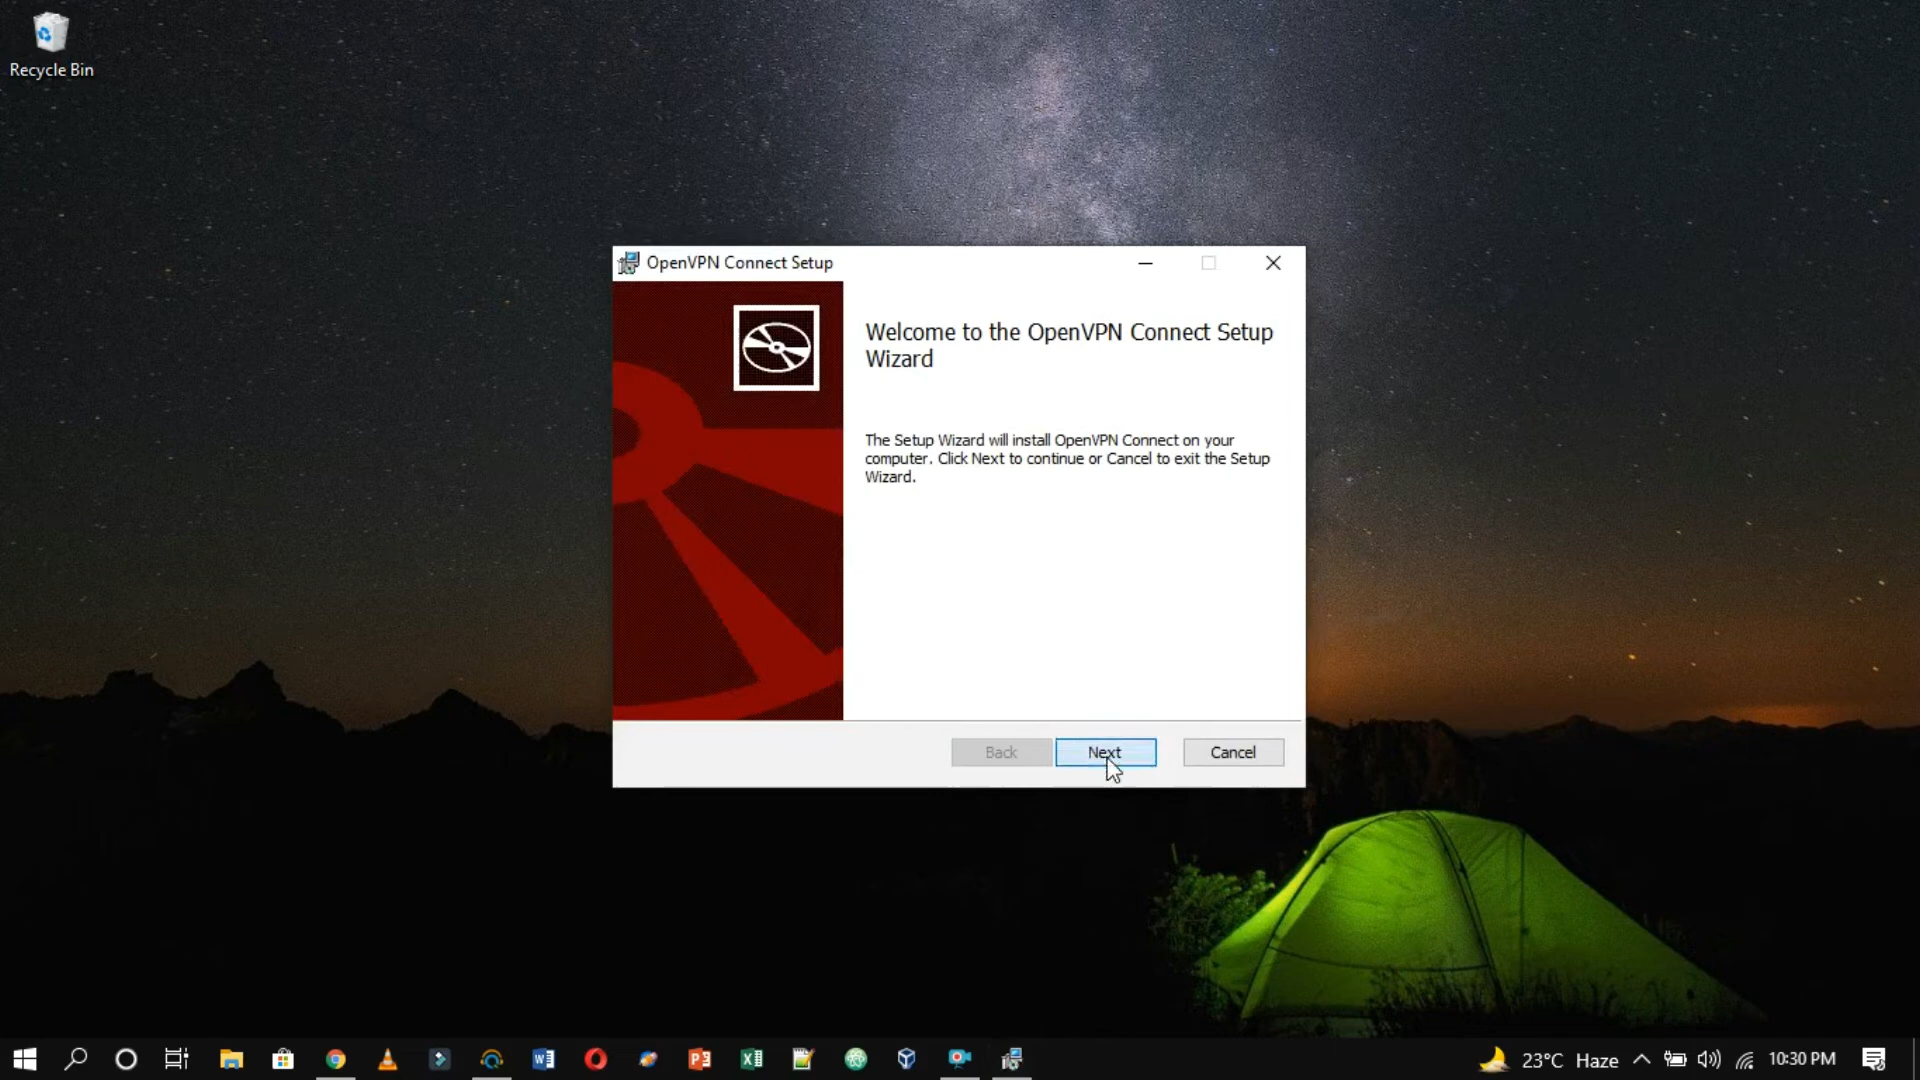 Recycle Bin
OpenVPN Connect Setup
Welcome to the OpenVPN Connect Setup
Wizard
The Setup Wizard will install OpenVPN Connect on your
computer. Click Next to continue or Cancel to exit the Setup
Wizard.
Back
Next
Cancel
23°C Haze
10:30 PM